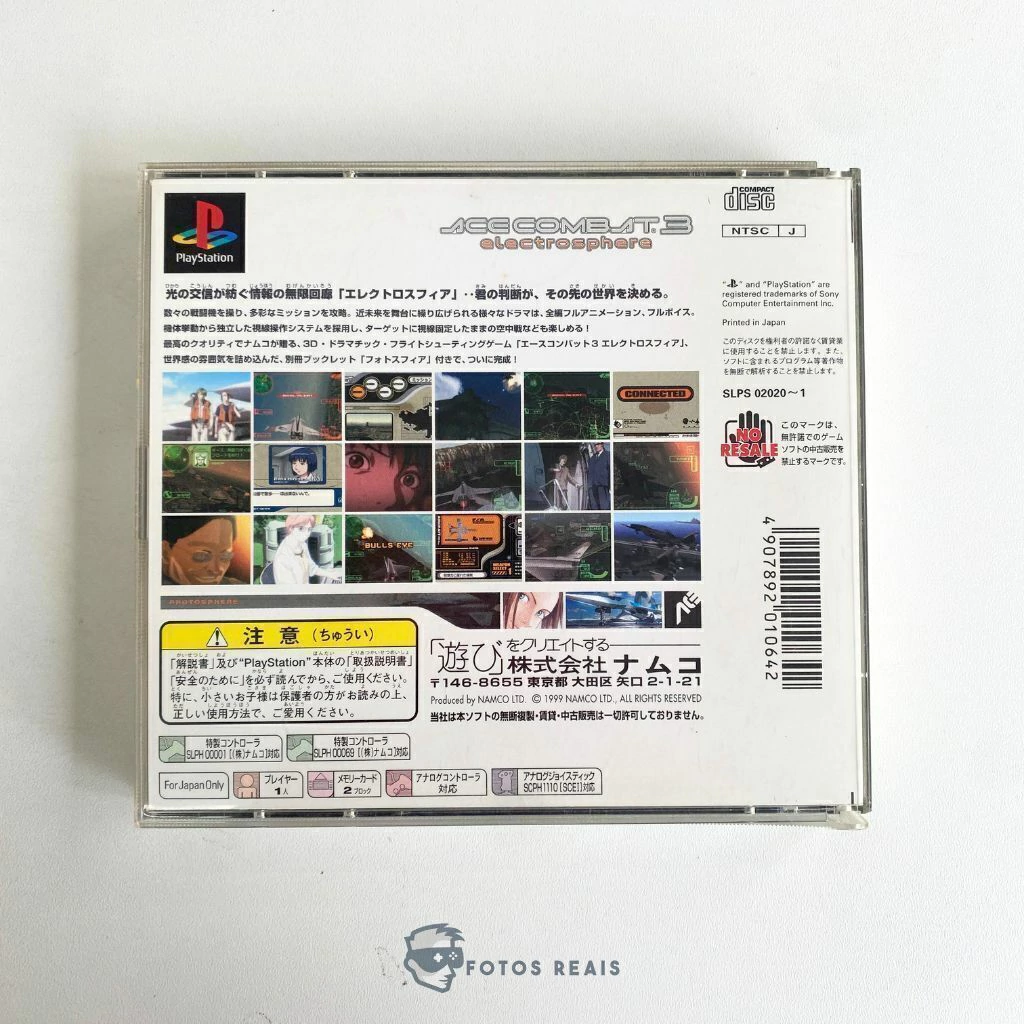 PlayStation
ACE COMBAT 3
electrosphere
COMPACT
disc
NTSC J
光の交信が紡ぐ情報の無限回廊「エレクトロスフィア」‥君の判断が、その先の世界を決める。
数々の戦闘機を操り、多彩なミッションを攻略。近未来を舞台に繰り広げられる様々なドラマは、全編フルアニメーション、フルボイス。
機体挙動から独立した視線操作システムを採用し、ターゲットに視線固定したままの空中戦なども楽しめる!
最高のクオリティでナムコが贈る、3D・ドラマチック・フライトシューティングゲーム「エースコンバット3 エレクトロスフィア」、
世界感の雰囲気を詰め込んだ、別冊ブックレット「フォトスフィア」付きで、ついに完成!
" " and "PlayStation" are
registered trademarks of Sony
Computer Entertainment Inc.
Printed in Japan
このディスクを権利者の許諾なく賃貸業
に使用することを禁止します。また、
ソフトに含まれるプログラム等著作物
を無断で解析することを禁止します。
SLPS 02020～1
NO
RESALE
このマークは、
無許諾でのゲーム
ソフトの中古販売を
禁止するマークです。
CONNECTED
BULLS EYE
4 907892 010642
PHOTOSPHERE
注意(ちゅうい)
「解説書」及び"PlayStation"本体の「取扱説明書」
「安全のために」を必ず読んでから、ご使用ください。
特に、小さいお子様は保護者の方がお読みの上、
正しい使用方法で、ご愛用ください。
「遊び」をクリエイトする
株式会社 ナムコ
〒146-8655 東京都 大田区 矢口 2-1-21
Produced by NAMCO LTD. © 1999 NAMCO LTD., ALL RIGHTS RESERVED
当社は本ソフトの無断複製・賃貸・中古販売は一切許可しておりません。
特製コントローラ
SLPH 00001 [(株)ナムコ]対応
特製コントローラ
SLPH 00069 [(株)ナムコ]対応
For Japan Only
プレイヤー
1人
メモリーカード
2ブロック
アナログコントローラ
対応
アナログジョイスティック
SCPH1110 [SCEI]対応
FOTOS REAIS